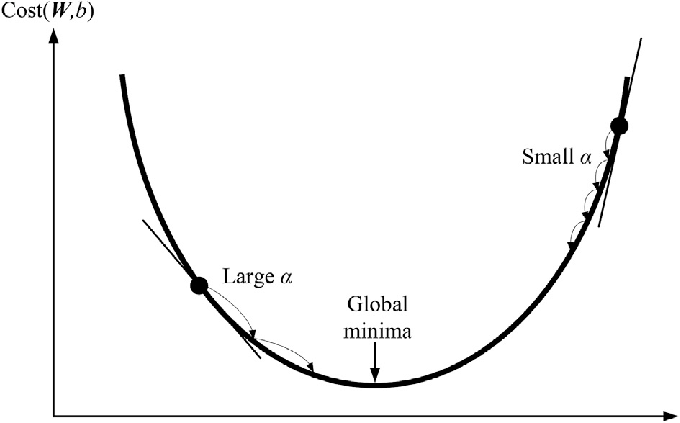 Cost(W,b)
Small α
Large α
Global
minima